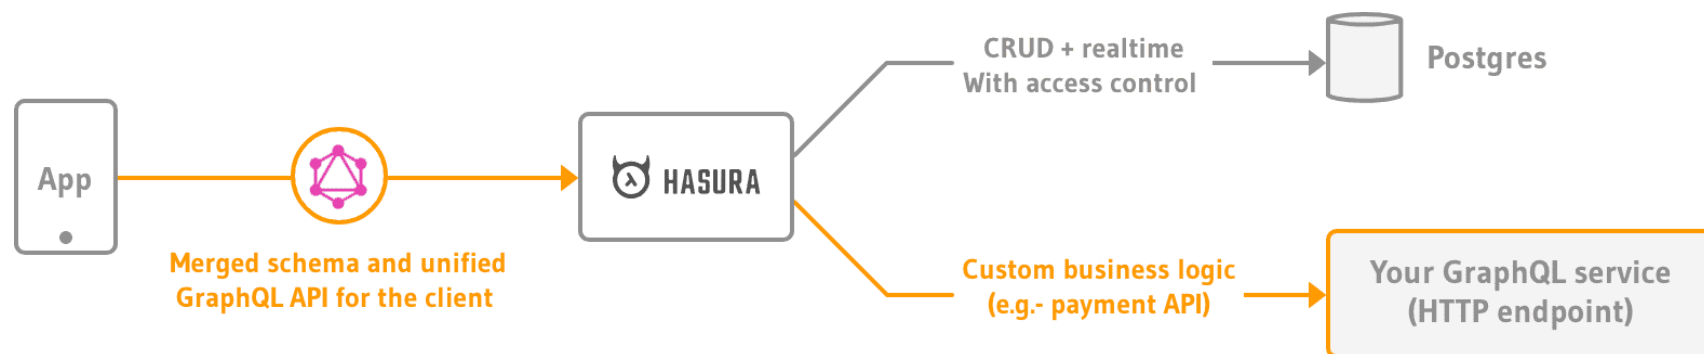 App
Merged schema and unified
GraphQL API for the client
HASURA
CRUD + realtime
With access control
Postgres
Custom business logic
(e.g.- payment API)
Your GraphQL service
(HTTP endpoint)